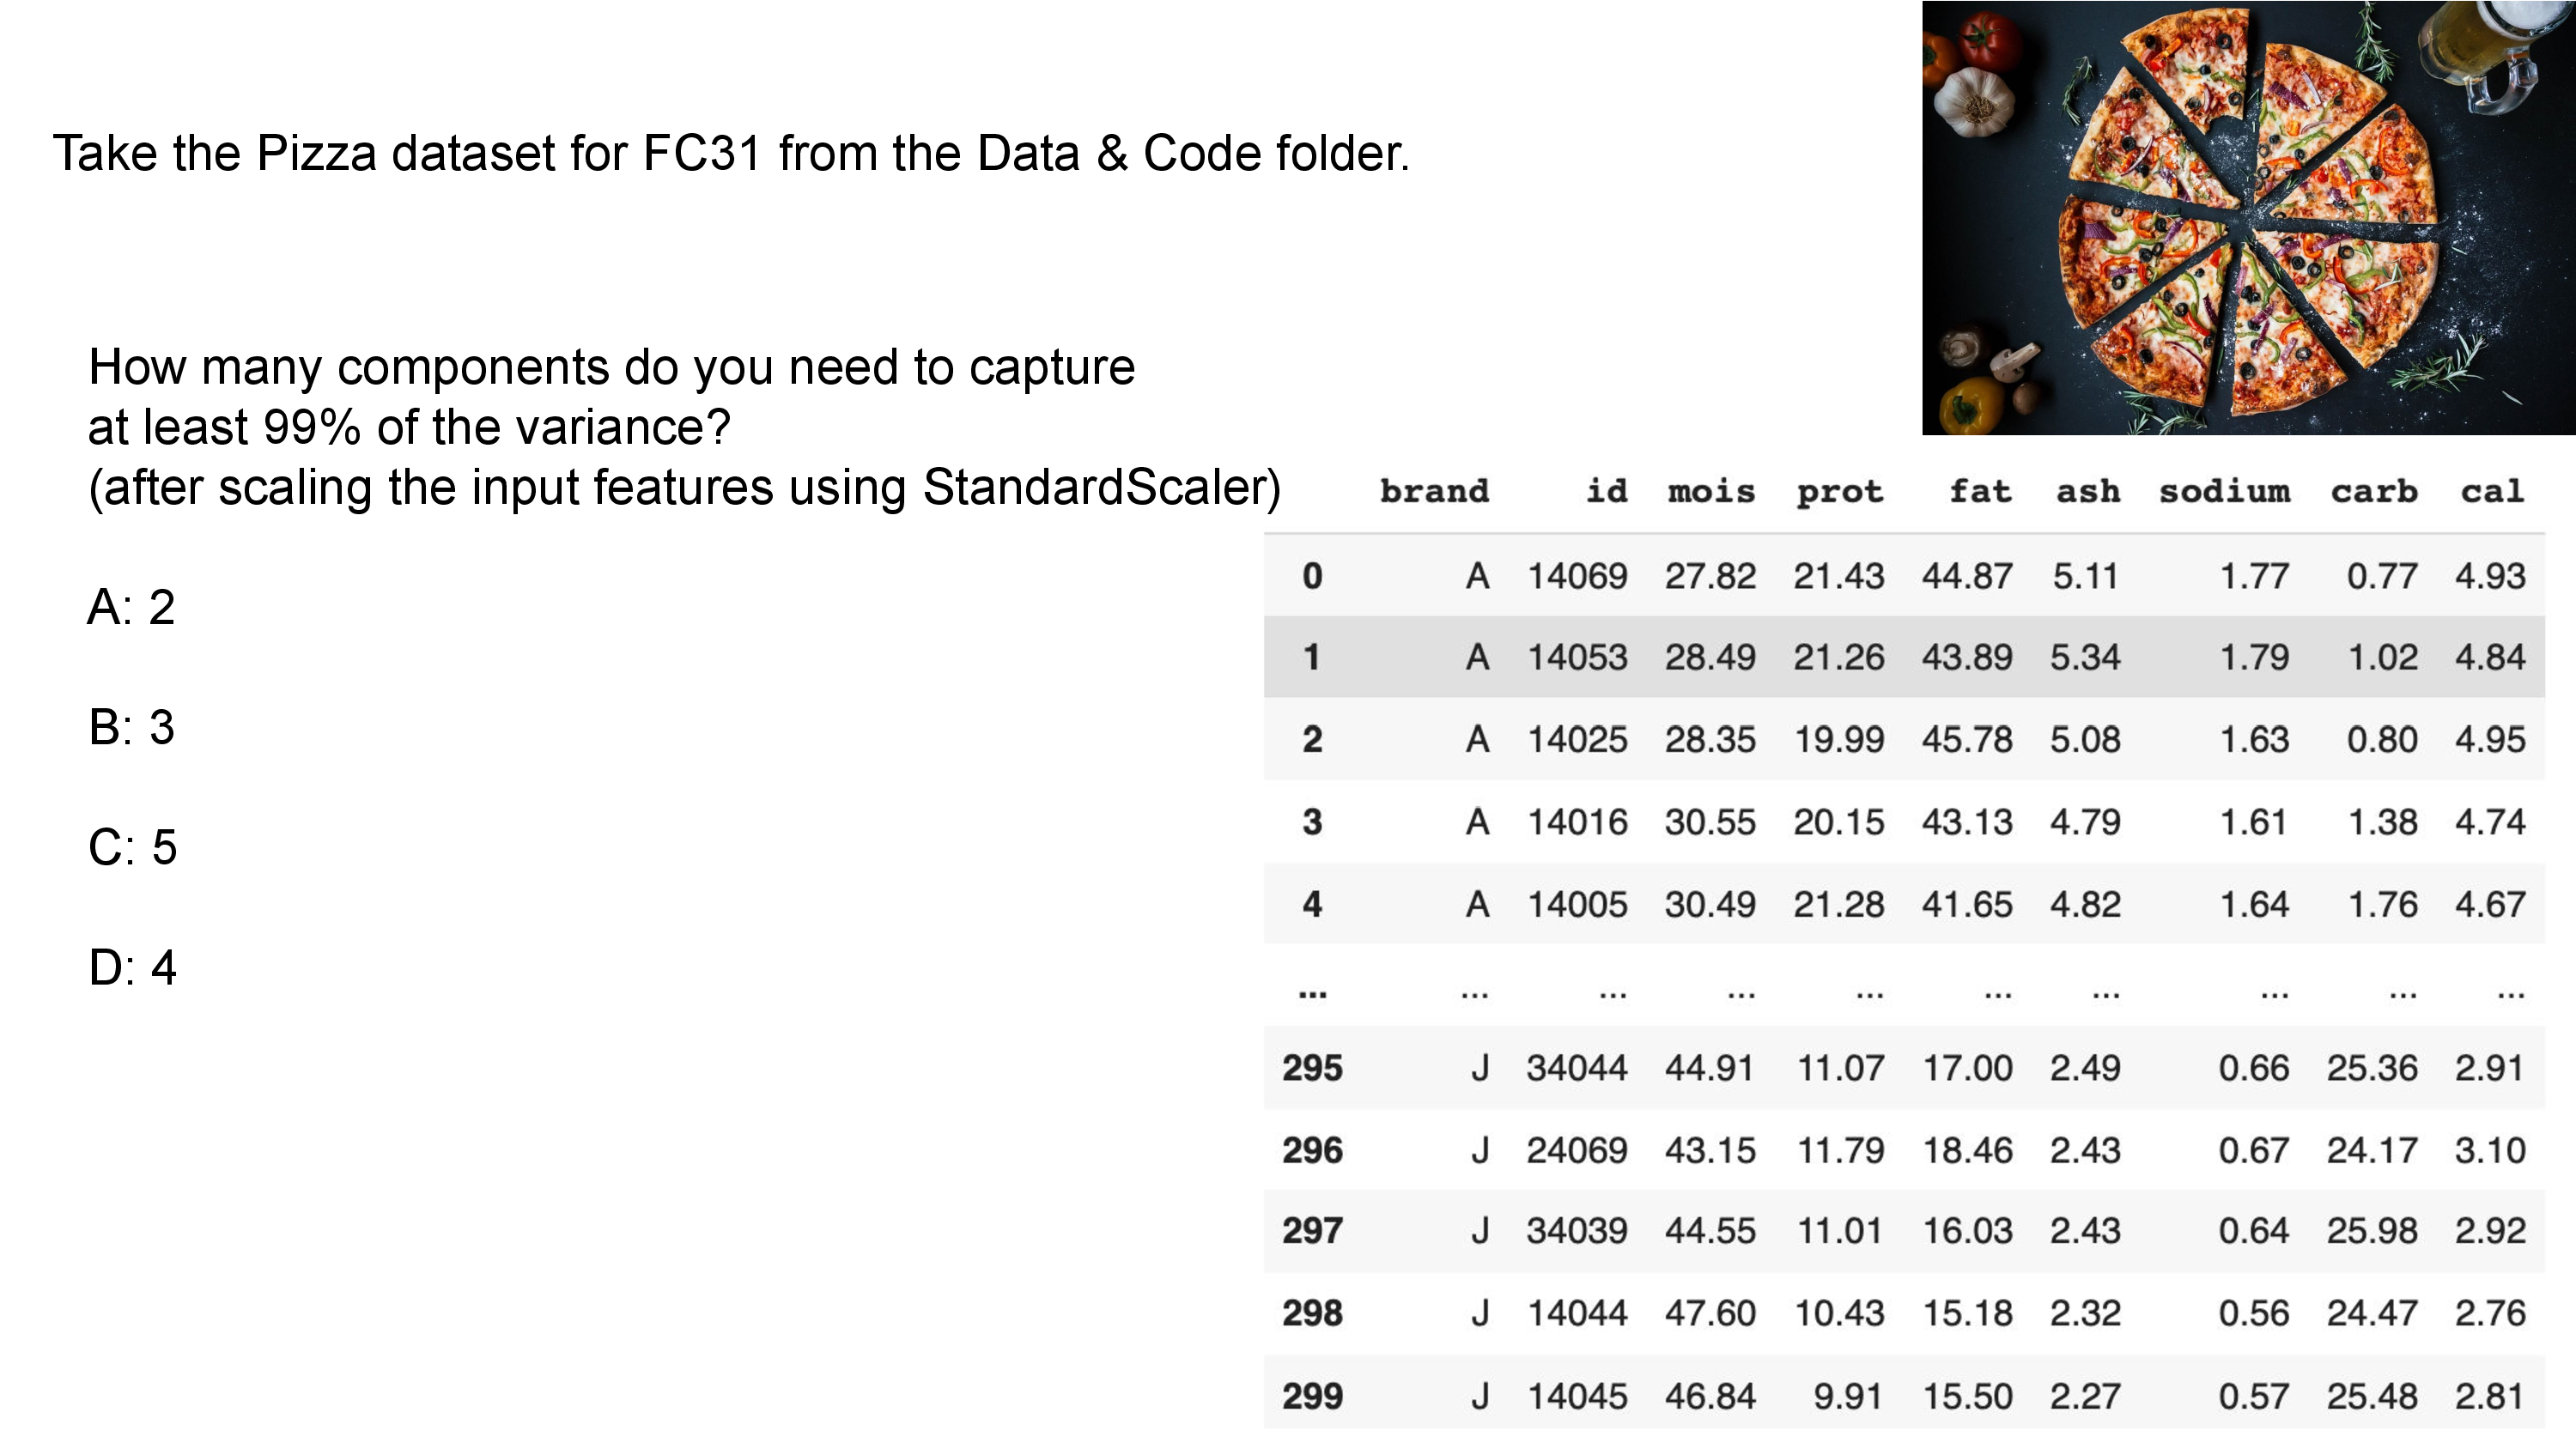 Take the Pizza dataset for FC31 from the Data & Code folder.
How many components do you need to capture
at least 99% of the variance?
(after scaling the input features using StandardScaler)
A: 2
B: 3
C: 5
D: 4
brand id mois prot fat ash sodium carb cal
0 A 14069 27.82 21.43 44.87 5.11 1.77 0.77 4.93
1 A 14053 28.49 21.26 43.89 5.34 1.79 1.02 4.84
2 A 14025 28.35 19.99 45.78 5.08 1.63 0.80 4.95
3 A 14016 30.55 20.15 43.13 4.79 1.61 1.38 4.74
4 A 14005 30.49 21.28 41.65 4.82 1.64 1.76 4.67
... ... ... ... ... ... ... ... ... ...
295 J 34044 44.91 11.07 17.00 2.49 0.66 25.36 2.91
296 J 24069 43.15 11.79 18.46 2.43 0.67 24.17 3.10
297 J 34039 44.55 11.01 16.03 2.43 0.64 25.98 2.92
298 J 14044 47.60 10.43 15.18 2.32 0.56 24.47 2.76
299 J 14045 46.84 9.91 15.50 2.27 0.57 25.48 2.81